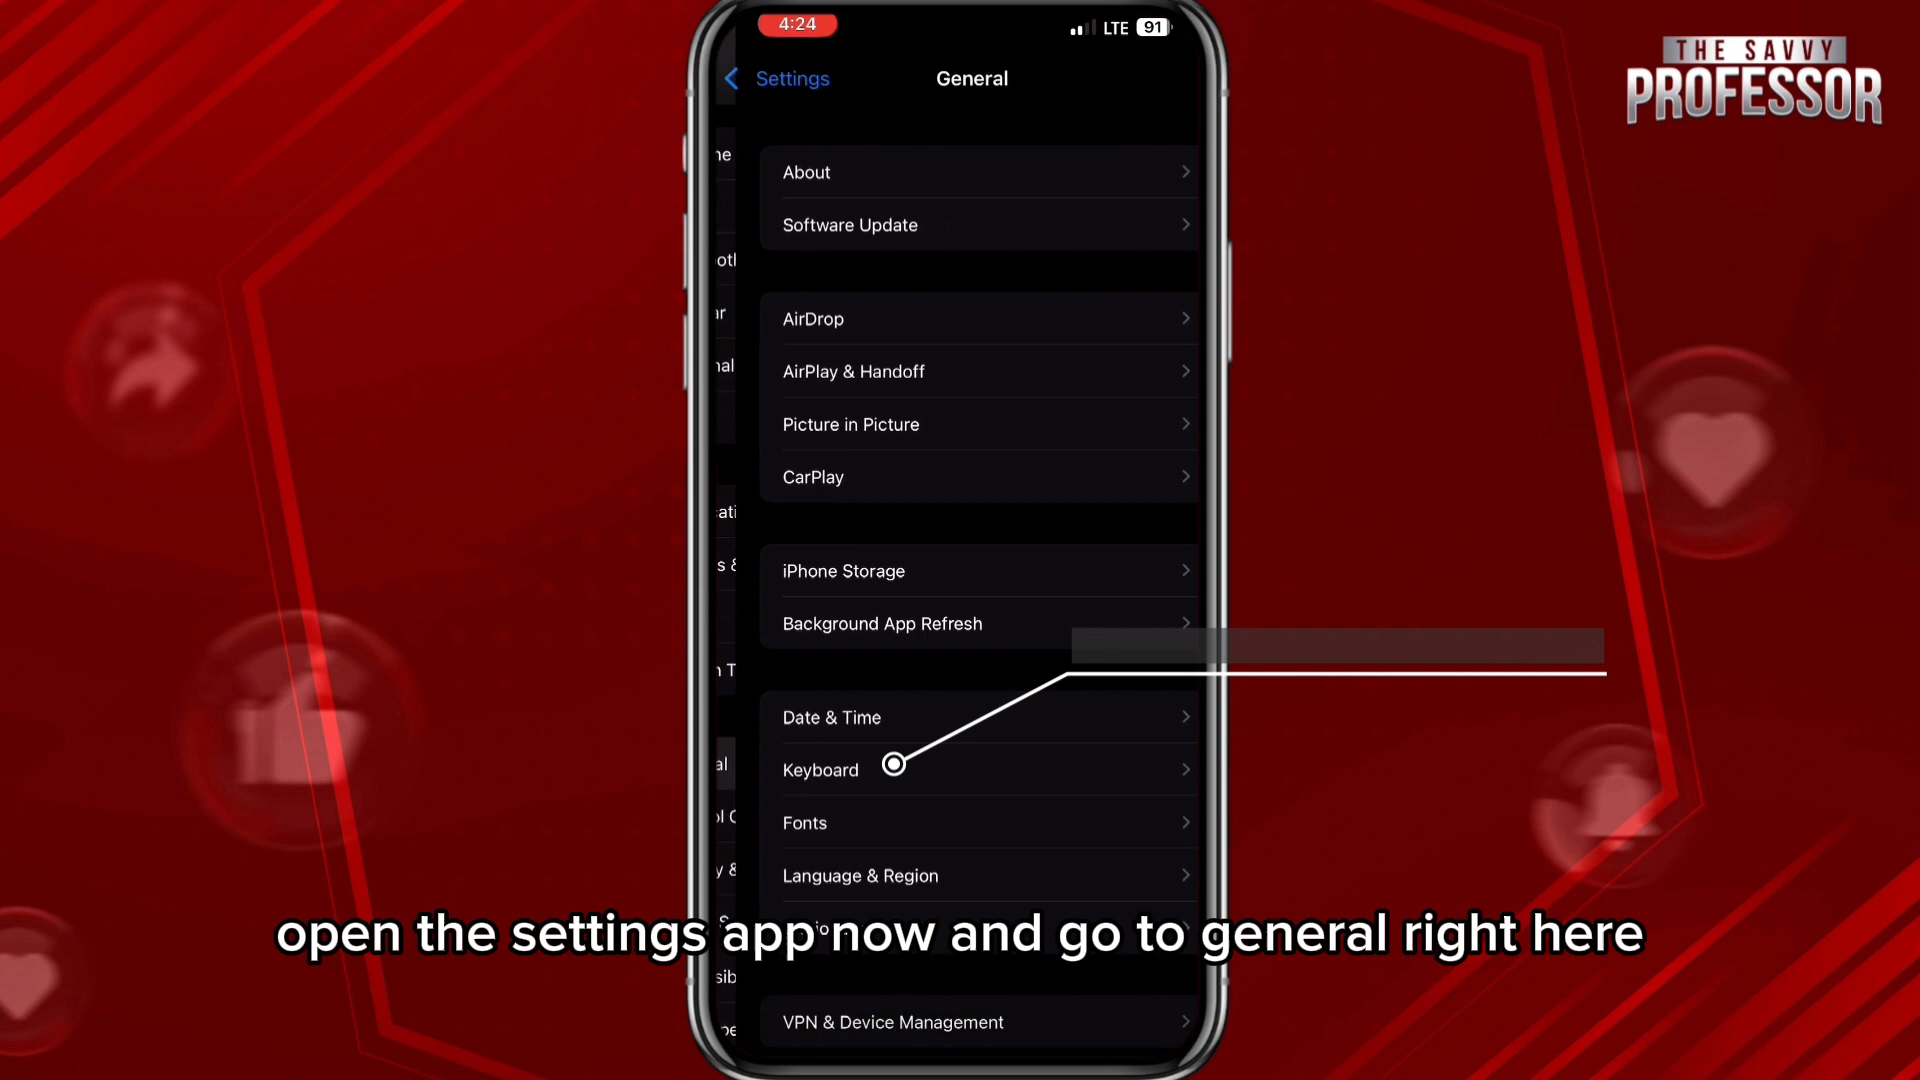 4:24
LTE 91
THE SAVVY
PROFESSOR
Settings
General
About
Software Update
AirDrop
AirPlay & Handoff
Picture in Picture
CarPlay
iPhone Storage
Background App Refresh
Date & Time
Keyboard
Fonts
Language & Region
open the settings app now and go to general right here
VPN & Device Management